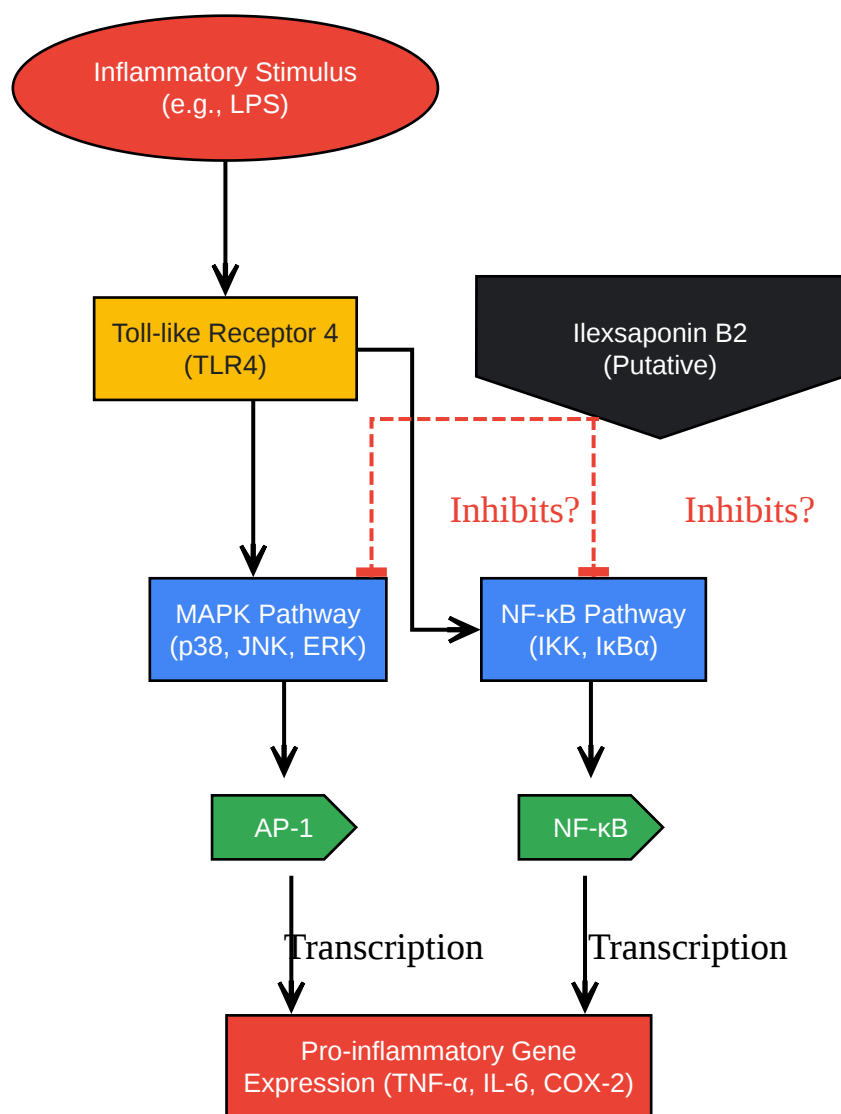 Inflammatory Stimulus
(e.g., LPS)
Toll-like Receptor 4
(TLR4)
Ilexsaponin B2
(Putative)
Inhibits?
Inhibits?
MAPK Pathway
(p38, JNK, ERK)
NF-κB Pathway
(IKK, IκBα)
AP-1
NF-κB
Transcription
Transcription
Pro-inflammatory Gene
Expression (TNF-α, IL-6, COX-2)